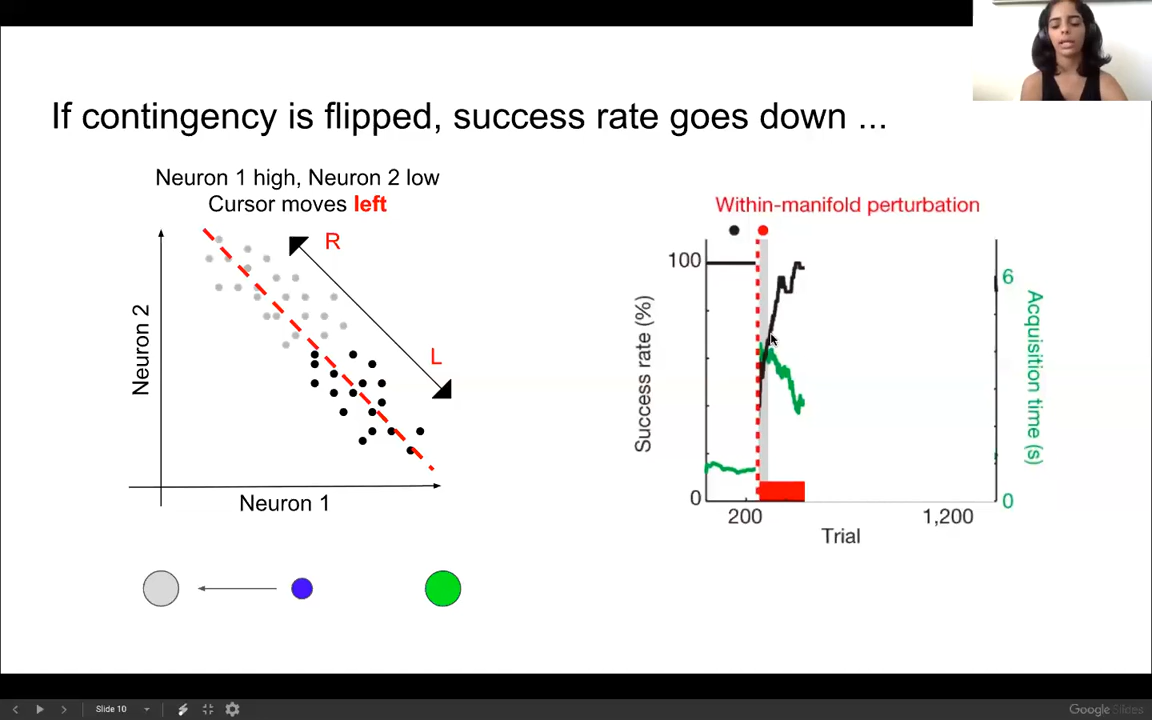 If contingency is flipped, success rate goes down ...
Neuron 1 high, Neuron 2 low
Cursor moves left
R
L
Neuron 2
Neuron 1
Within-manifold perturbation
100
0
Success rate (%)
200
1,200
Trial
6
0
Acquisition time (s)
Slide 10
Google Slides